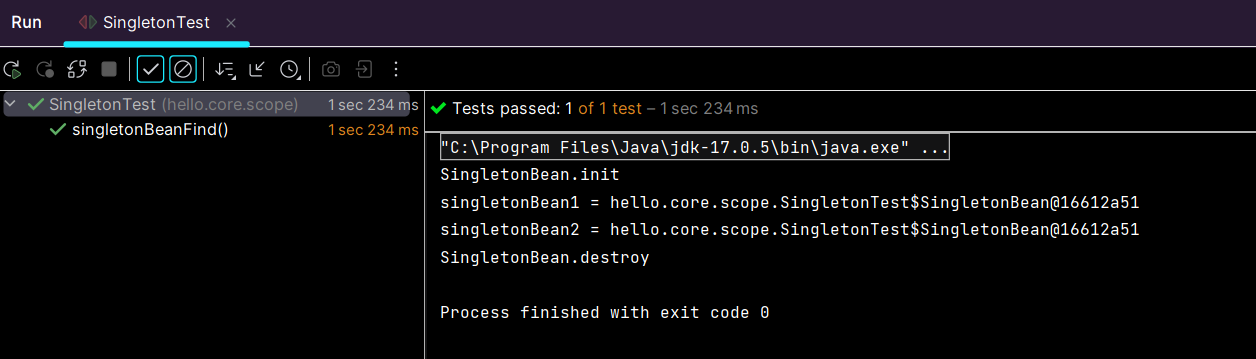 Run SingletonTest
SingletonTest (hello.core.scope) 1 sec 234 ms
singletonBeanFind() 1 sec 234 ms
Tests passed: 1 of 1 test – 1 sec 234 ms
"C:\Program Files\Java\jdk-17.0.5\bin\java.exe" ...
SingletonBean.init
singletonBean1 = hello.core.scope.SingletonTest$SingletonBean@16612a51
singletonBean2 = hello.core.scope.SingletonTest$SingletonBean@16612a51
SingletonBean.destroy
Process finished with exit code 0